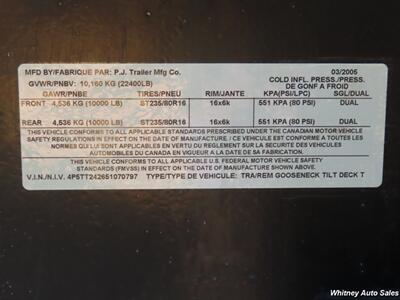 MFD BY/FABRIQUE PAR: P.J. Trailer Mfg Co. 03/2005
GVWR/PNBV: 10,160 KG (22400LB) COLD INFL. PRESS./PRESS. DE GONF A FROID
GAWR/PNBE TIRES/PNEU RIM/JANTE KPA(PSI/LPC) SGL/DUAL
FRONT 4,536 KG (10000 LB) ST235/80R16 16x6k 551 KPA (80 PSI) DUAL
REAR 4,536 KG (10000 LB) ST235/80R16 16x6k 551 KPA (80 PSI) DUAL
THIS VEHICLE CONFORMS TO ALL APPLICABLE STANDARDS PRESCRIBED UNDER THE CANADIAN MOTOR VEHICLE
SAFETY REGULATIONS IN EFFECT ON THE DATE OF MANUFACTURE / CE VEHICULE EST CONFORME A TOUTES LES
NORMES QUI LUI SONT APPLICABLES EN VERTU DU REGLEMENT SUR LA SECURITE DES VEHICULES
AUTOMOBILES DU CANADA EN VIGUEUR A LA DATE DE SA FABRICATION.
THIS VEHICLE CONFORMS TO ALL APPLICABLE U.S. FEDERAL MOTOR VEHICLE SAFETY
STANDARDS (FMVSS) IN EFFECT ON THE DATE OF MANUFACTURE SHOWN ABOVE.
V.I.N./N.I.V. 4P5TT242651070797 TYPE/TYPE DE VEHICULE: TRA/REM GOOSENECK TILT DECK T
Whitney Auto Sales